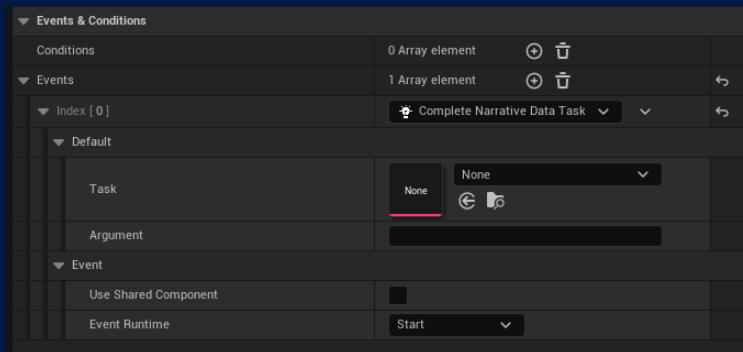 Events & Conditions
Conditions 0 Array element
Events 1 Array element
Index [ 0 ] Complete Narrative Data Task
Default
Task None None
Argument
Event
Use Shared Component
Event Runtime Start